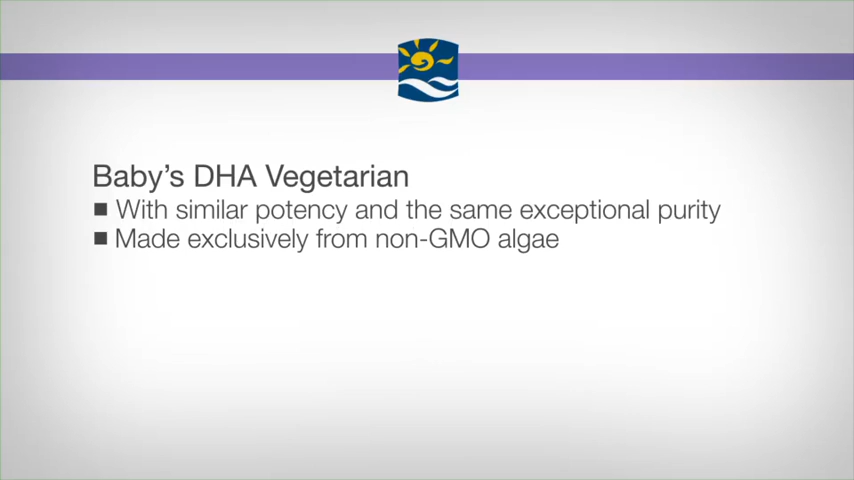 Baby's DHA Vegetarian
■ With similar potency and the same exceptional purity
■ Made exclusively from non-GMO algae